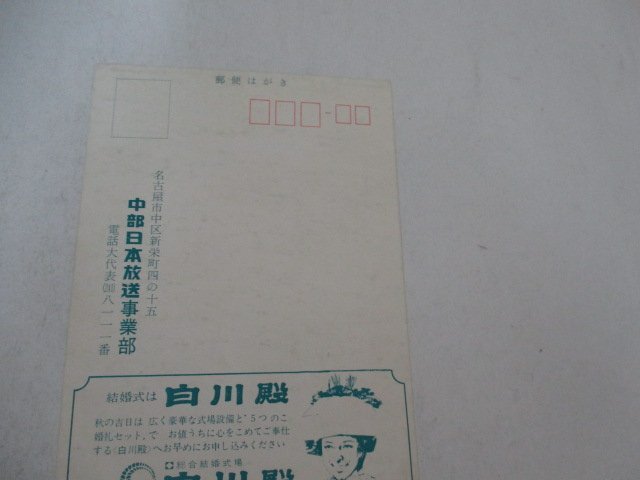 郵便はがき
名古屋市中区新栄町四の十五
中部日本放送事業部
電話大代表八一一一番
結婚式は 白川殿
秋の吉日は 広く豪華な式場設備と“5つのこ
婚礼セット”で お値うちに心をこめてご奉仕
する〈白川殿〉へお早めにお申し込みください
総合結婚式場
白川殿